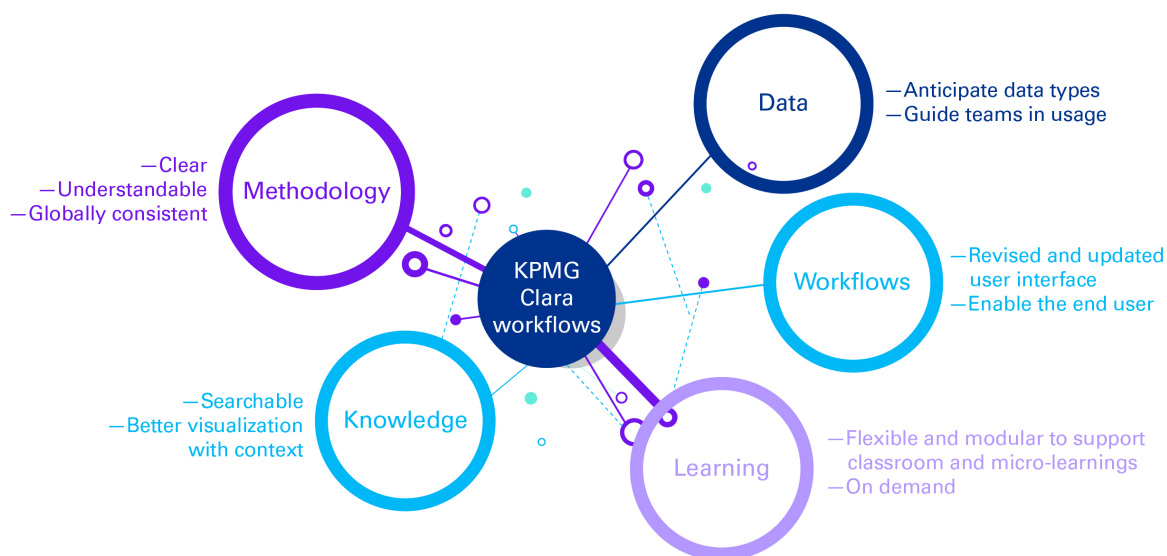 Data
—Anticipate data types
—Guide teams in usage
Methodology
—Clear
—Understandable
—Globally consistent
KPMG
Clara
workflows
Workflows
—Revised and updated
user interface
—Enable the end user
Knowledge
—Searchable
—Better visualization
with context
Learning
—Flexible and modular to support
classroom and micro-learnings
—On demand